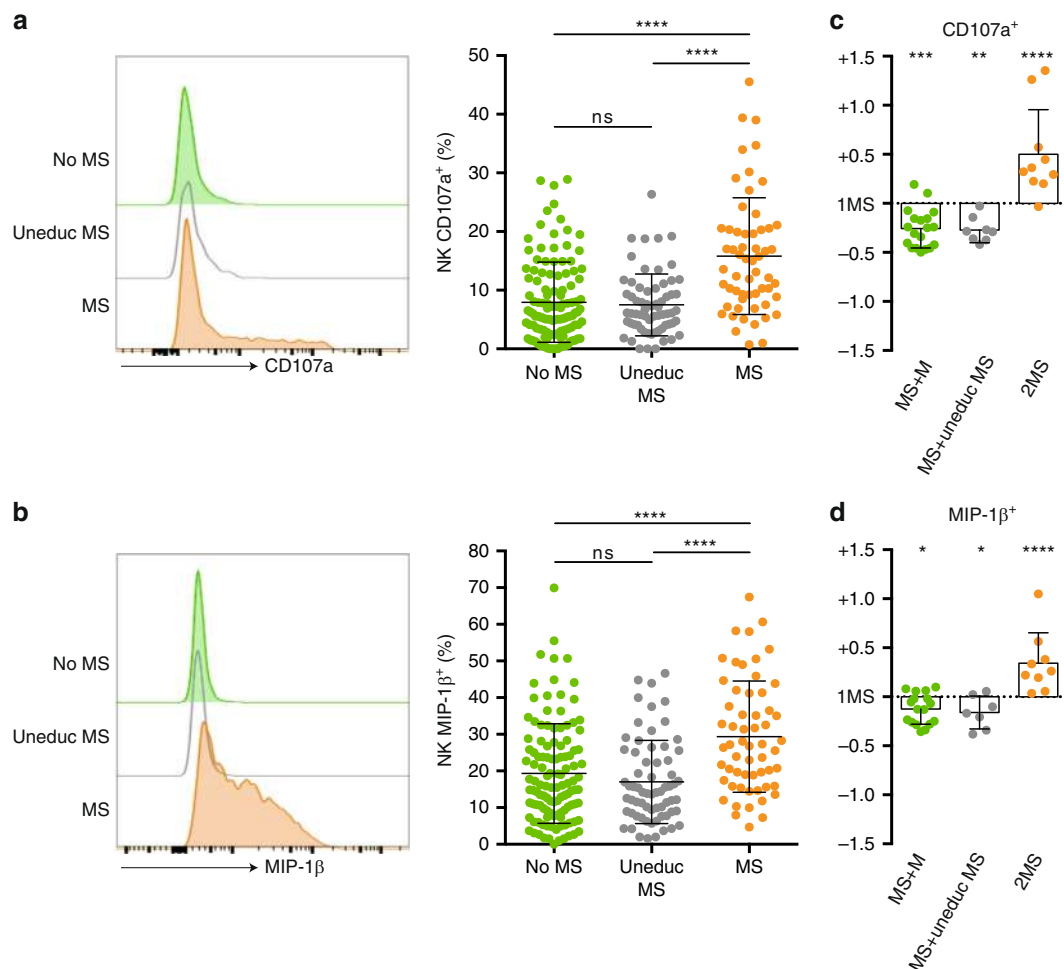 a
No MS
Uneduc MS
MS
CD107a
NK CD107a+ (%)
50
40
30
20
10
0
****
****
ns
No MS
Uneduc
MS
MS
c
CD107a+
*** ** ****
+1.5
+1.0
+0.5
1MS
−0.5
−1.0
−1.5
MS+M
MS+uneduc MS
2MS
b
No MS
Uneduc MS
MS
MIP-1β
NK MIP-1β+ (%)
80
70
60
50
40
30
20
10
0
****
ns ****
No MS
Uneduc
MS
MS
d
MIP-1β+
* * ****
+1.5
+1.0
+0.5
1MS
−0.5
−1.0
−1.5
MS+M
MS+uneduc MS
2MS